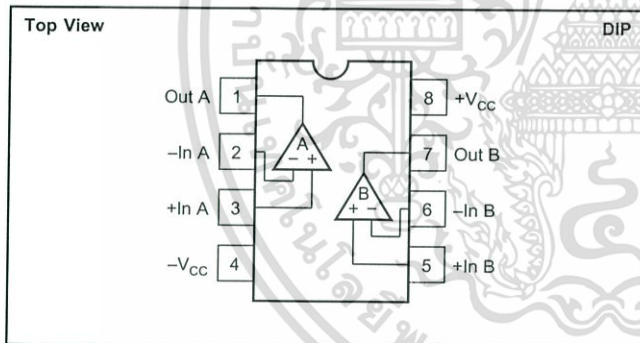 Top View
DIP
Out A 1
8 +VCC
–In A 2
7 Out B
+In A 3
6 –In B
–VCC 4
5 +In B
A
– +
B
+ –